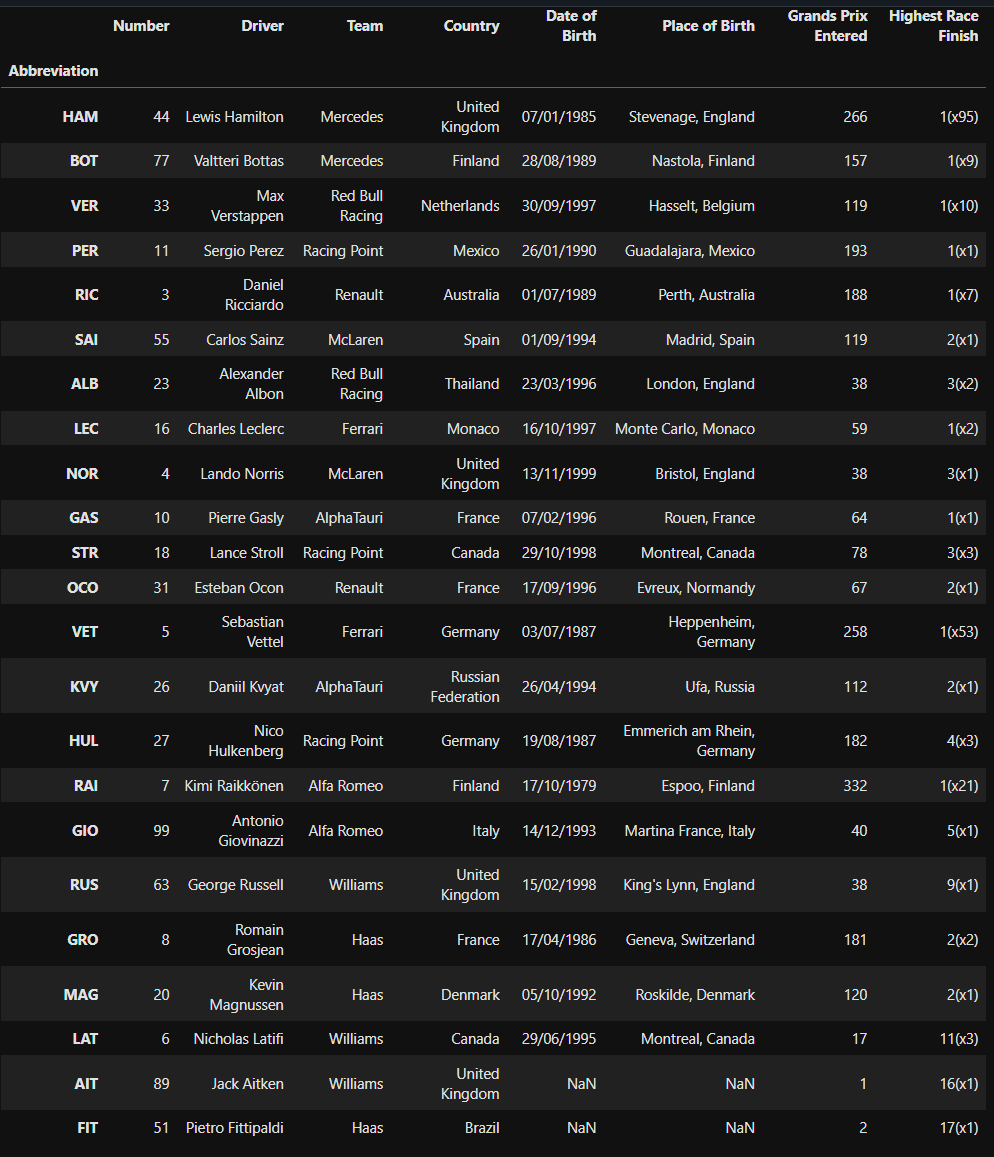 Number Driver Team Country Date of Birth Place of Birth Grands Prix Entered Highest Race Finish
Abbreviation
HAM 44 Lewis Hamilton Mercedes United Kingdom 07/01/1985 Stevenage, England 266 1(x95)
BOT 77 Valtteri Bottas Mercedes Finland 28/08/1989 Nastola, Finland 157 1(x9)
VER 33 Max Verstappen Red Bull Racing Netherlands 30/09/1997 Hasselt, Belgium 119 1(x10)
PER 11 Sergio Perez Racing Point Mexico 26/01/1990 Guadalajara, Mexico 193 1(x1)
RIC 3 Daniel Ricciardo Renault Australia 01/07/1989 Perth, Australia 188 1(x7)
SAI 55 Carlos Sainz McLaren Spain 01/09/1994 Madrid, Spain 119 2(x1)
ALB 23 Alexander Albon Red Bull Racing Thailand 23/03/1996 London, England 38 3(x2)
LEC 16 Charles Leclerc Ferrari Monaco 16/10/1997 Monte Carlo, Monaco 59 1(x2)
NOR 4 Lando Norris McLaren United Kingdom 13/11/1999 Bristol, England 38 3(x1)
GAS 10 Pierre Gasly AlphaTauri France 07/02/1996 Rouen, France 64 1(x1)
STR 18 Lance Stroll Racing Point Canada 29/10/1998 Montreal, Canada 78 3(x3)
OCO 31 Esteban Ocon Renault France 17/09/1996 Evreux, Normandy 67 2(x1)
VET 5 Sebastian Vettel Ferrari Germany 03/07/1987 Heppenheim, Germany 258 1(x53)
KVY 26 Daniil Kvyat AlphaTauri Russian Federation 26/04/1994 Ufa, Russia 112 2(x1)
HUL 27 Nico Hulkenberg Racing Point Germany 19/08/1987 Emmerich am Rhein, Germany 182 4(x3)
RAI 7 Kimi Raikkönen Alfa Romeo Finland 17/10/1979 Espoo, Finland 332 1(x21)
GIO 99 Antonio Giovinazzi Alfa Romeo Italy 14/12/1993 Martina France, Italy 40 5(x1)
RUS 63 George Russell Williams United Kingdom 15/02/1998 King's Lynn, England 38 9(x1)
GRO 8 Romain Grosjean Haas France 17/04/1986 Geneva, Switzerland 181 2(x2)
MAG 20 Kevin Magnussen Haas Denmark 05/10/1992 Roskilde, Denmark 120 2(x1)
LAT 6 Nicholas Latifi Williams Canada 29/06/1995 Montreal, Canada 17 11(x3)
AIT 89 Jack Aitken Williams United Kingdom NaN NaN 1 16(x1)
FIT 51 Pietro Fittipaldi Haas Brazil NaN NaN 2 17(x1)